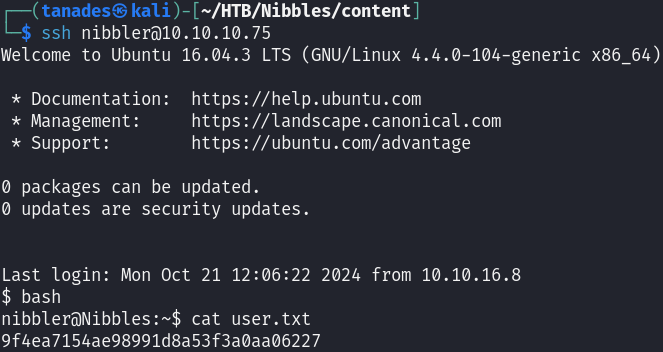 ┌──(tanades㉿kali)-[~/HTB/Nibbles/content]
└─$ ssh nibbler@10.10.10.75
Welcome to Ubuntu 16.04.3 LTS (GNU/Linux 4.4.0-104-generic x86_64)
* Documentation:  https://help.ubuntu.com
* Management:     https://landscape.canonical.com
* Support:        https://ubuntu.com/advantage
0 packages can be updated.
0 updates are security updates.
Last login: Mon Oct 21 12:06:22 2024 from 10.10.16.8
$ bash
nibbler@Nibbles:~$ cat user.txt
9f4ea7154ae98991d8a53f3a0aa06227